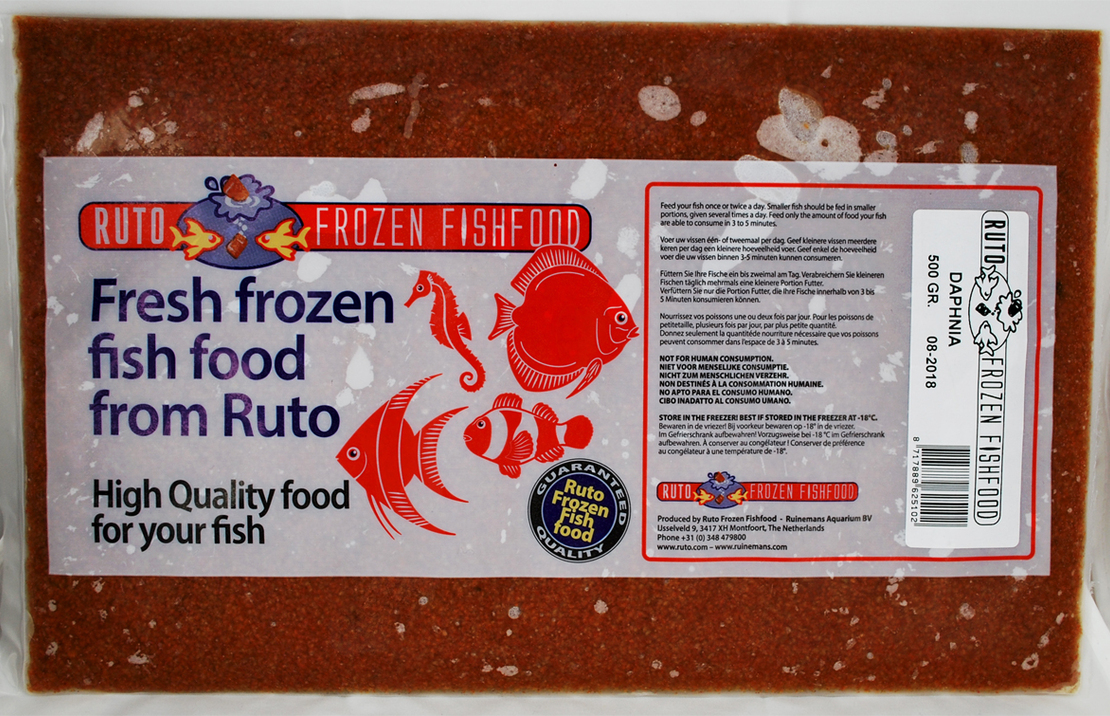 RUTO FROZEN FISHFOOD
Fresh frozen
fish food
from Ruto
High Quality food
for your fish
GUARANTEED
Ruto
Frozen
Fish
food
QUALITY
Feed your fish once or twice a day. Smaller fish should be fed in smaller
portions, given several times a day. Feed only the amount of food your fish
are able to consume in 3 to 5 minutes.
Voer uw vissen één- of tweemaal per dag. Geef kleinere vissen meerdere
keren per dag een kleinere hoeveelheid voer. Geef enkel de hoeveelheid
voer die uw vissen binnen 3-5 minuten kunnen consumeren.
Füttern Sie Ihre Fische ein bis zweimal am Tag. Verabreichern Sie kleineren
Fischen täglich mehrmals eine kleinere Portion Futter.
Verfüttern Sie nur die Portion Futter, die Ihre Fische innerhalb von 3 bis
5 Minuten konsumieren können.
Nourrissez vos poissons une ou deux fois par jour. Pour les poissons de
petitetaille, plusieurs fois par jour, par plus petite quantité.
Donnez seulement la quantitéde nourriture nécessaire que vos poissons
peuvent consommer dans l'espace de 3 à 5 minutes.
NOT FOR HUMAN CONSUMPTION.
NIET VOOR MENSELIJKE CONSUMPTIE.
NICHT ZUM MENSCHLICHEN VERZEHR.
NON DESTINÉS À LA CONSOMMATION HUMAINE.
NO APTO PARA EL CONSUMO HUMANO.
CIBO INADATTO AL CONSUMO UMANO.
STORE IN THE FREEZER! BEST IF STORED IN THE FREEZER AT -18°C.
Bewaren in de vriezer! Bij voorkeur bewaren op -18° in de vriezer.
Im Gefrierschrank aufbewahren! Vorzugsweise bei -18 °C im Gefrierschrank
aufbewahren. À conserver au congélateur ! Conserver de préférence
au congélateur à une température de -18°.
RUTO FROZEN FISHFOOD
Produced by Ruto Frozen Fishfood - Ruinemans Aquarium BV
Usselveld 9, 3417 XH Montfoort, The Netherlands
Phone +31 (0) 348 479800
www.ruto.com – www.ruinemans.com
RUTO FROZEN FISHFOOD
DAPHNIA
500 GR. 08-2018
8 717889 625102